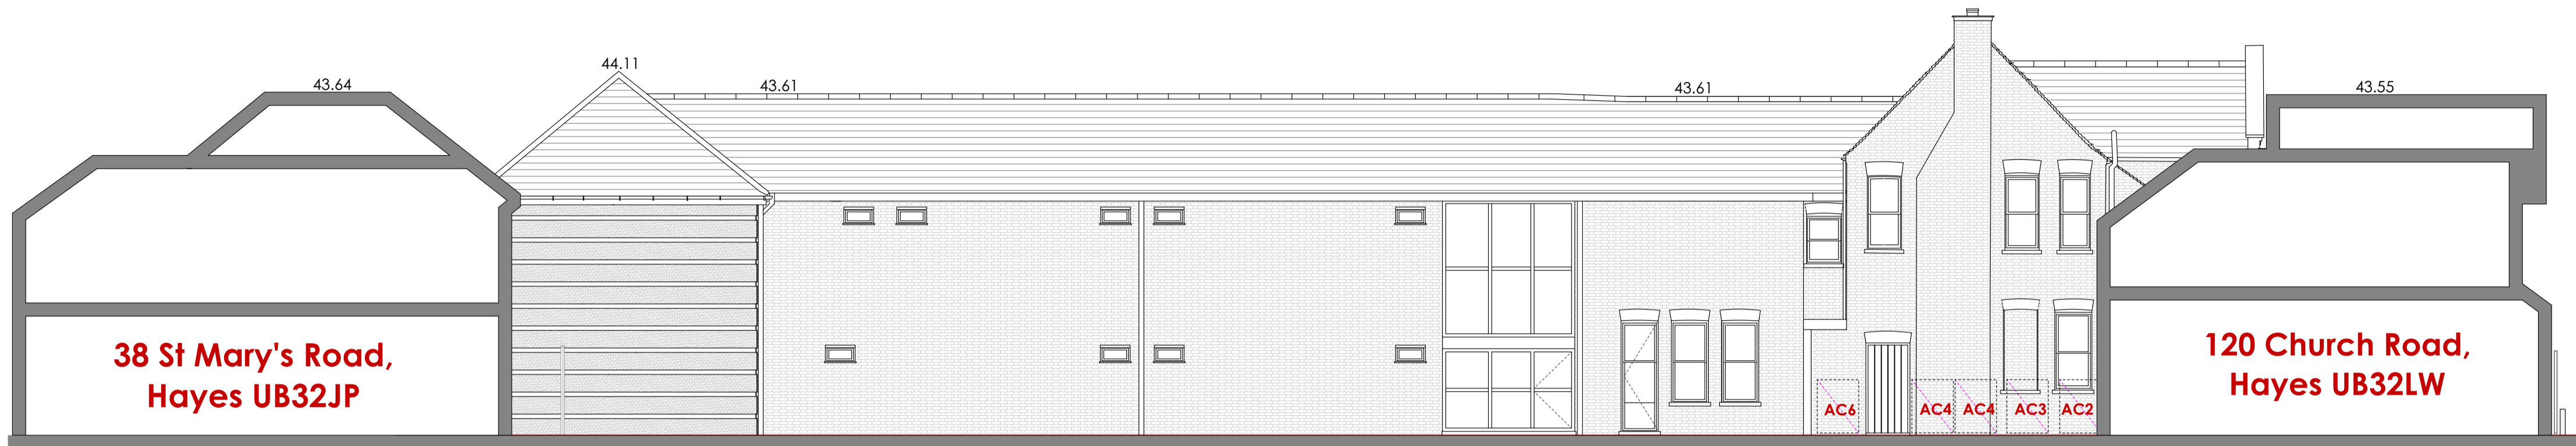 44.11
43.64
43.61
43.61
43.55
38 St Mary's Road,
Hayes UB32JP
120 Church Road,
Hayes UB32LW
AC6
AC4
AC4
AC3
AC2